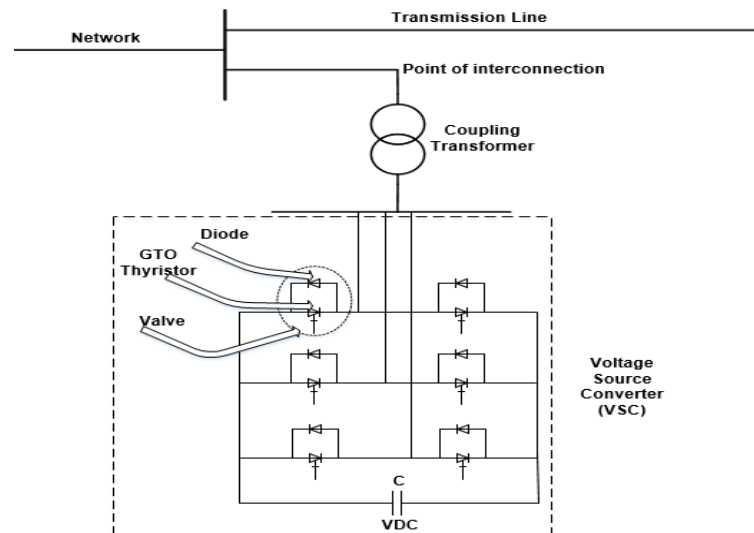 Transmission Line
Network
Point of interconnection
Coupling
Transformer
Diode
GTO
Thyristor
Valve
Voltage
Source
Converter
(VSC)
C
VDC